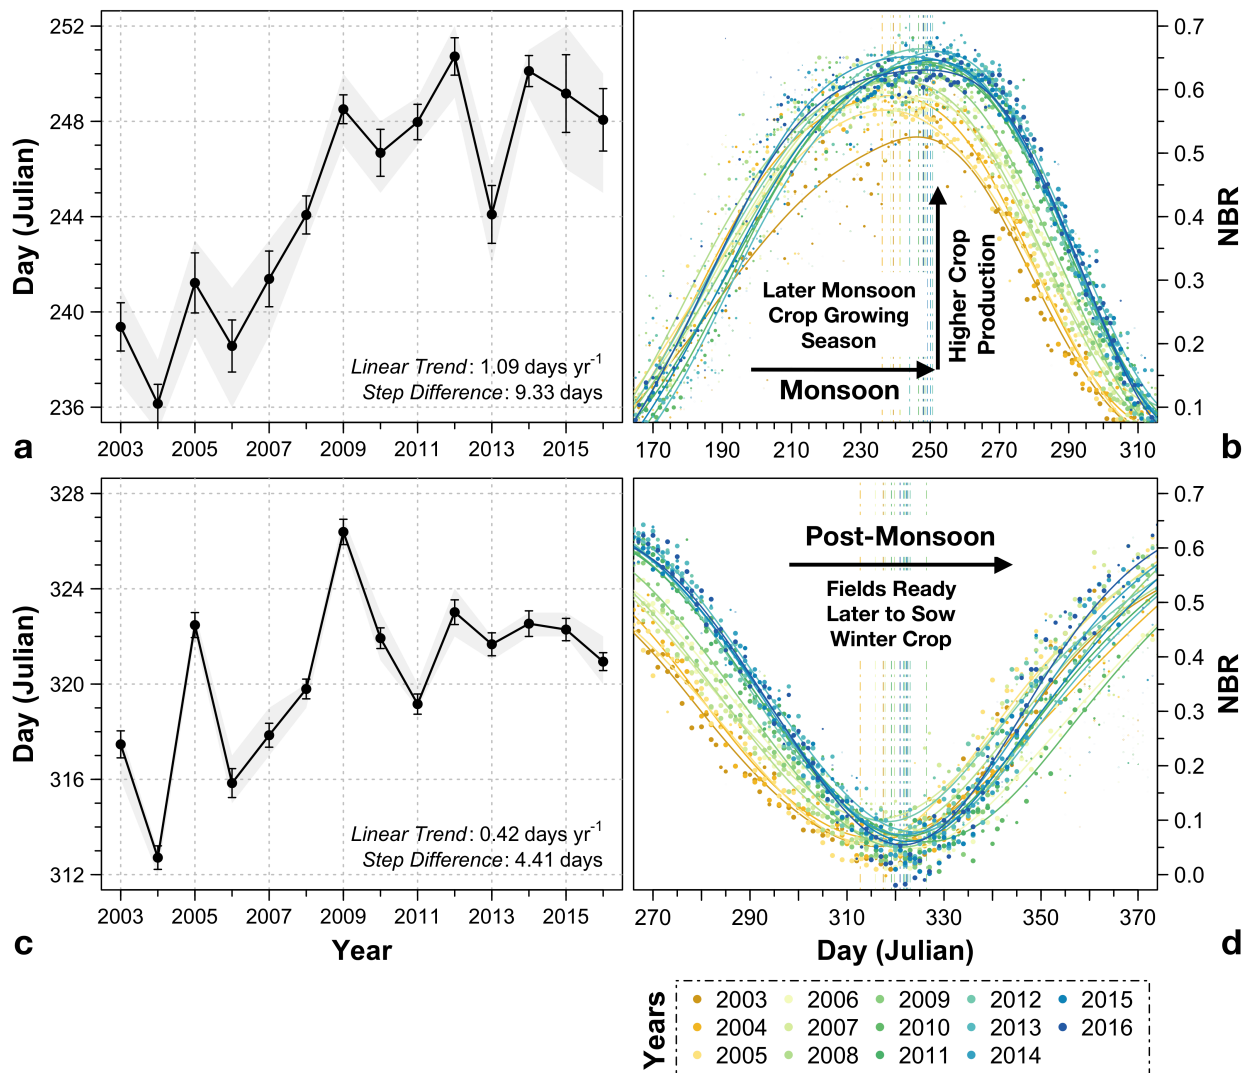 252
248
244
240
236
Day (Julian)
Linear Trend: 1.09 days yr-1
Step Difference: 9.33 days
2003 2005 2007 2009 2011 2013 2015
a
0.7
0.6
0.5
0.4
0.3
0.2
0.1
NBR
Later Monsoon
Crop Growing
Season
Monsoon
Higher Crop
Production
170 190 210 230 250 270 290 310
b
328
324
320
316
312
Day (Julian)
Linear Trend: 0.42 days yr-1
Step Difference: 4.41 days
2003 2005 2007 2009 2011 2013 2015
Year
c
0.7
0.6
0.5
0.4
0.3
0.2
0.1
0.0
NBR
Post-Monsoon
Fields Ready
Later to Sow
Winter Crop
270 290 310 330 350 370
Day (Julian)
d
Years
2003 2006 2009 2012 2015
2004 2007 2010 2013 2016
2005 2008 2011 2014